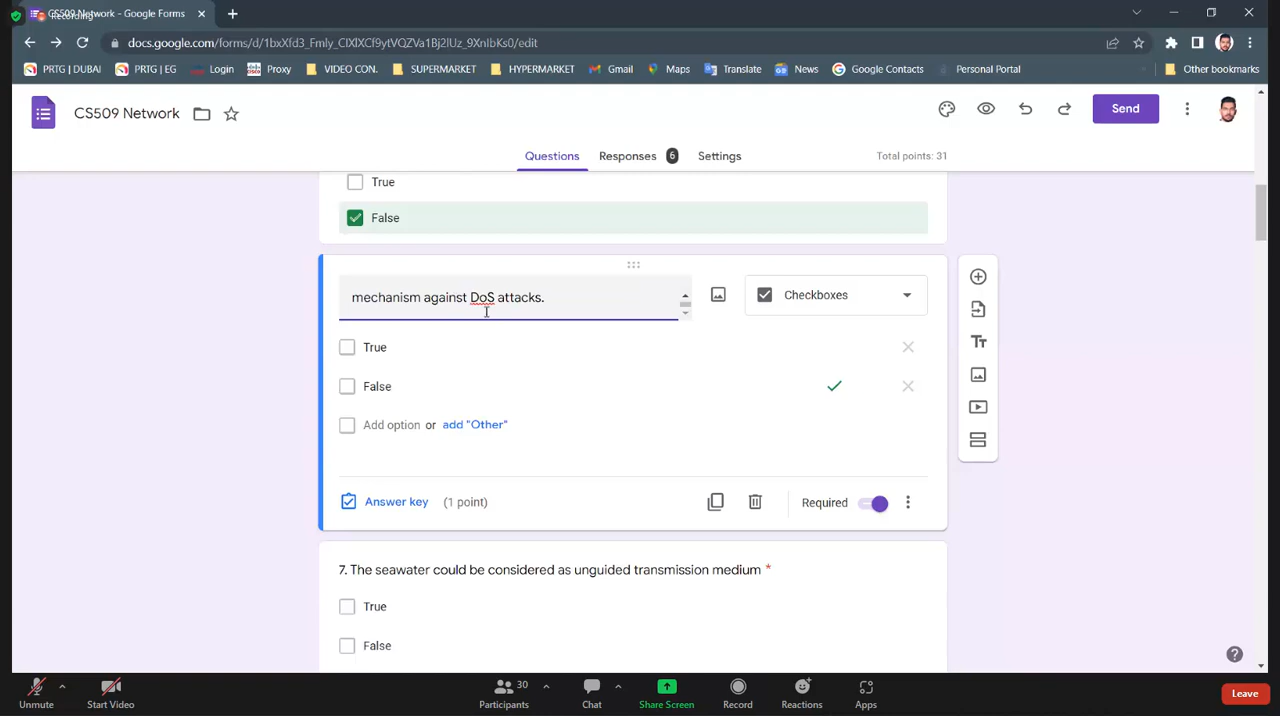 CS509 Network - Google Forms
Recording
docs.google.com/forms/d/1bxXfd3_Fmly_CIXlXCf9ytVQZVa1Bj2lUz_9XnIbKs0/edit
PRTG | DUBAI PRTG | EG Login Proxy VIDEO CON. SUPERMARKET HYPERMARKET Gmail Maps Translate News Google Contacts Personal Portal Other bookmarks
CS509 Network
Send
Questions Responses 6 Settings Total points: 31
True
False
mechanism against DoS attacks.
Checkboxes
True
False
Add option or add "Other"
Answer key (1 point) Required
7. The seawater could be considered as unguided transmission medium *
True
False
Unmute Start Video Participants 30 Chat Share Screen Record Reactions Apps Leave